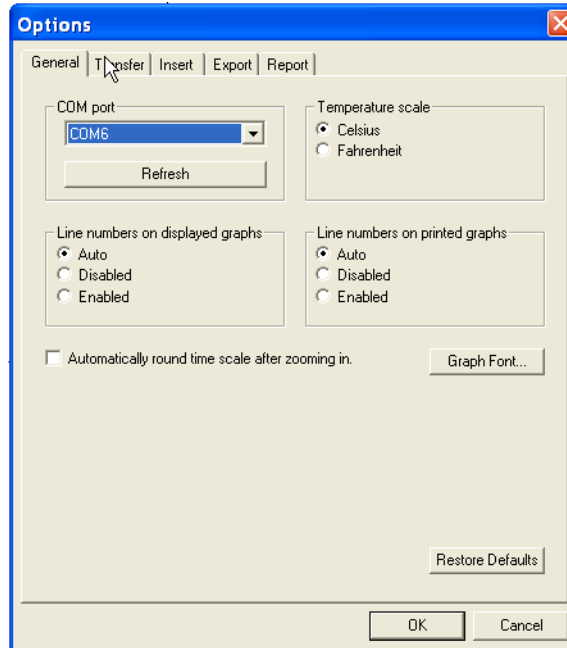 Options
General Transfer Insert Export Report
COM port
COM6
Refresh
Temperature scale
Celsius
Fahrenheit
Line numbers on displayed graphs
Auto
Disabled
Enabled
Line numbers on printed graphs
Auto
Disabled
Enabled
Automatically round time scale after zooming in.
Graph Font...
Restore Defaults
OK Cancel